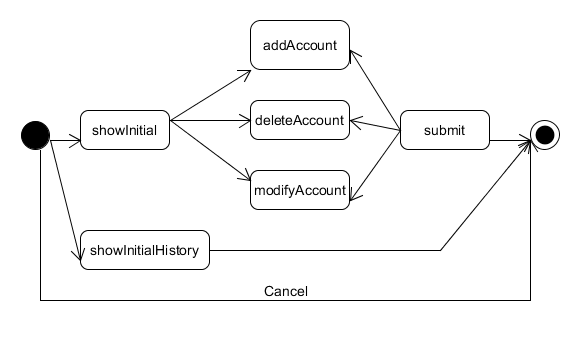 addAccount
showInitial
deleteAccount
submit
modifyAccount
showInitialHistory
Cancel